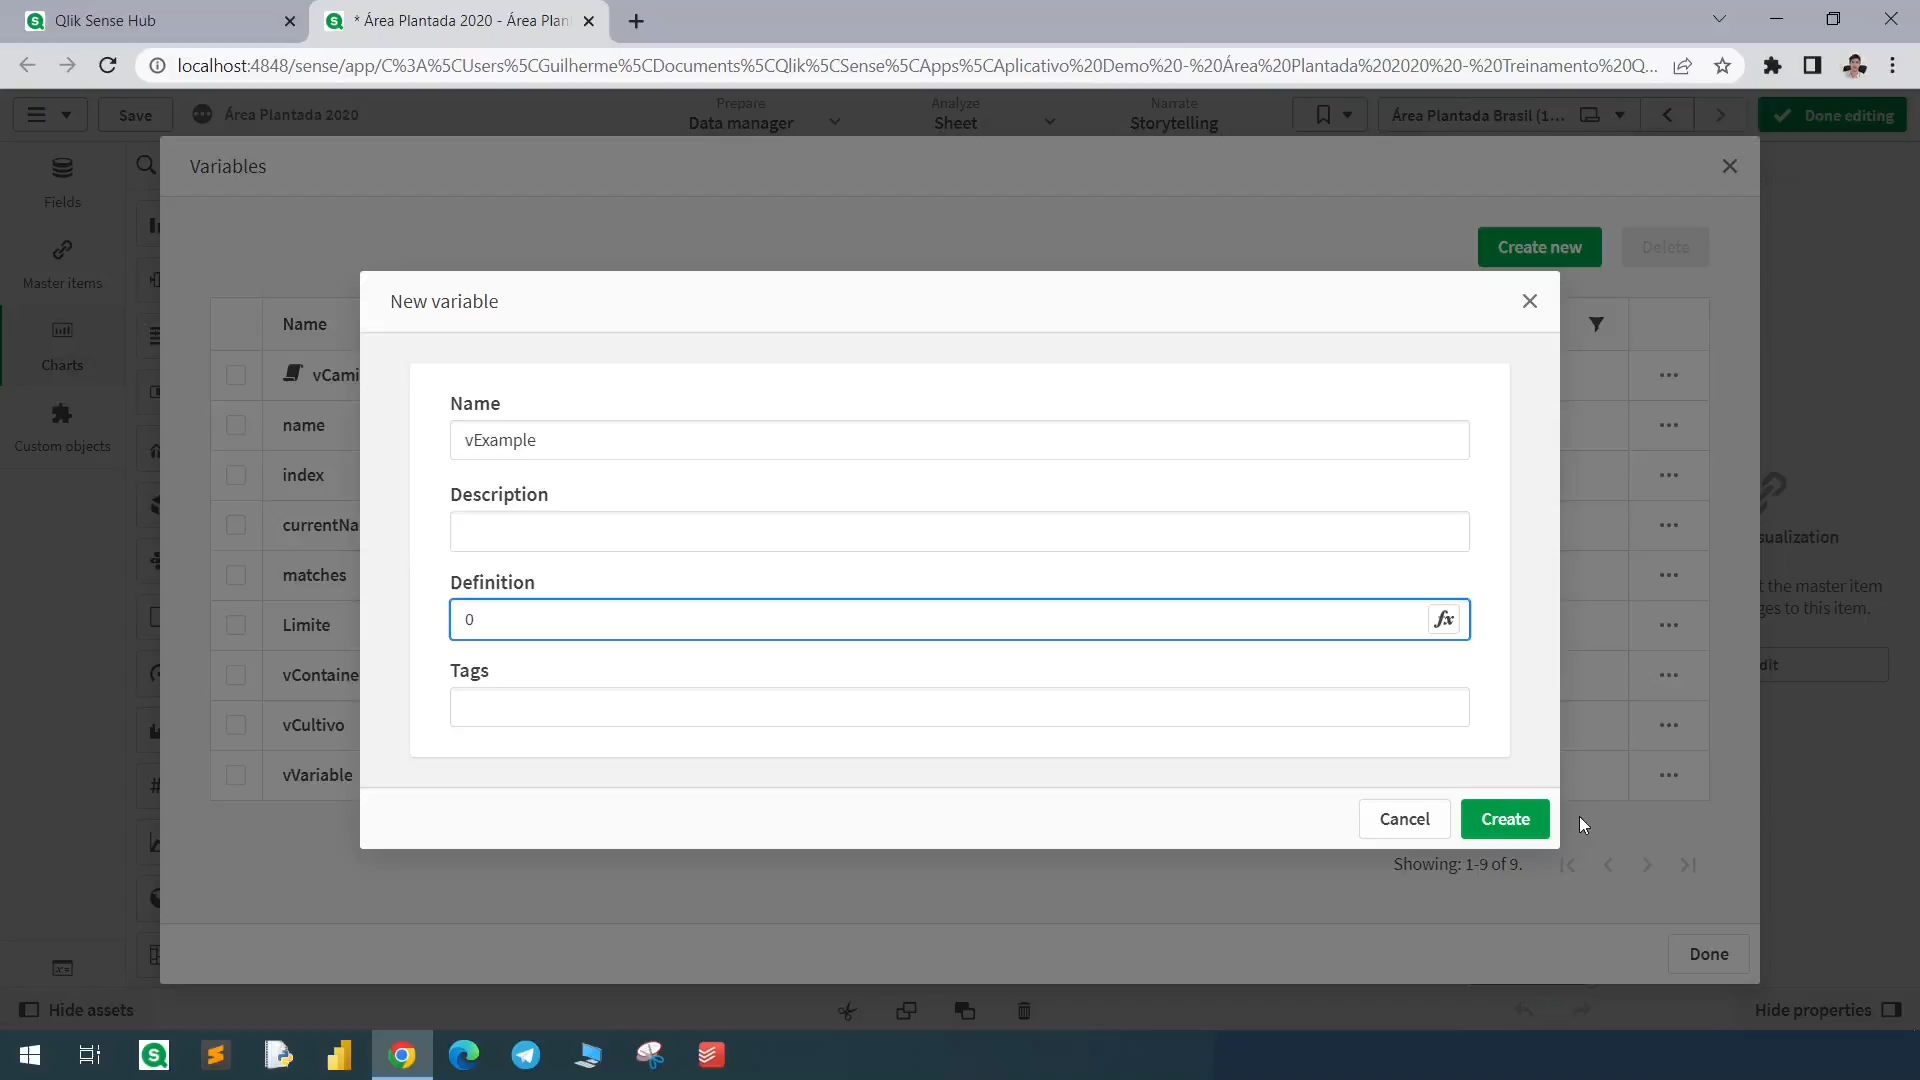 Qlik Sense Hub
* Área Plantada 2020 - Área Plan
localhost:4848/sense/app/C%3A%5CUsers%5CGuilherme%5CDocuments%5CQlik%5CSense%5CApps%5CAplicativo%20Demo%20-%20Área%20Plantada%202020%20-%20Treinamento%20Q...
Save
Área Plantada 2020
Prepare
Data manager
Analyze
Sheet
Narrate
Storytelling
Área Plantada Brasil (1...
Done editing
Fields
Master items
Charts
Custom objects
Variables
Create new
Delete
Name
vCami
name
index
currentNa
matches
Limite
vContaine
vCultivo
vVariable
New variable
Name
vExample
Description
Definition
0
fx
Tags
Cancel
Create
Showing: 1-9 of 9.
Done
sualization
t the master item
ges to this item.
dit
Hide assets
Hide properties